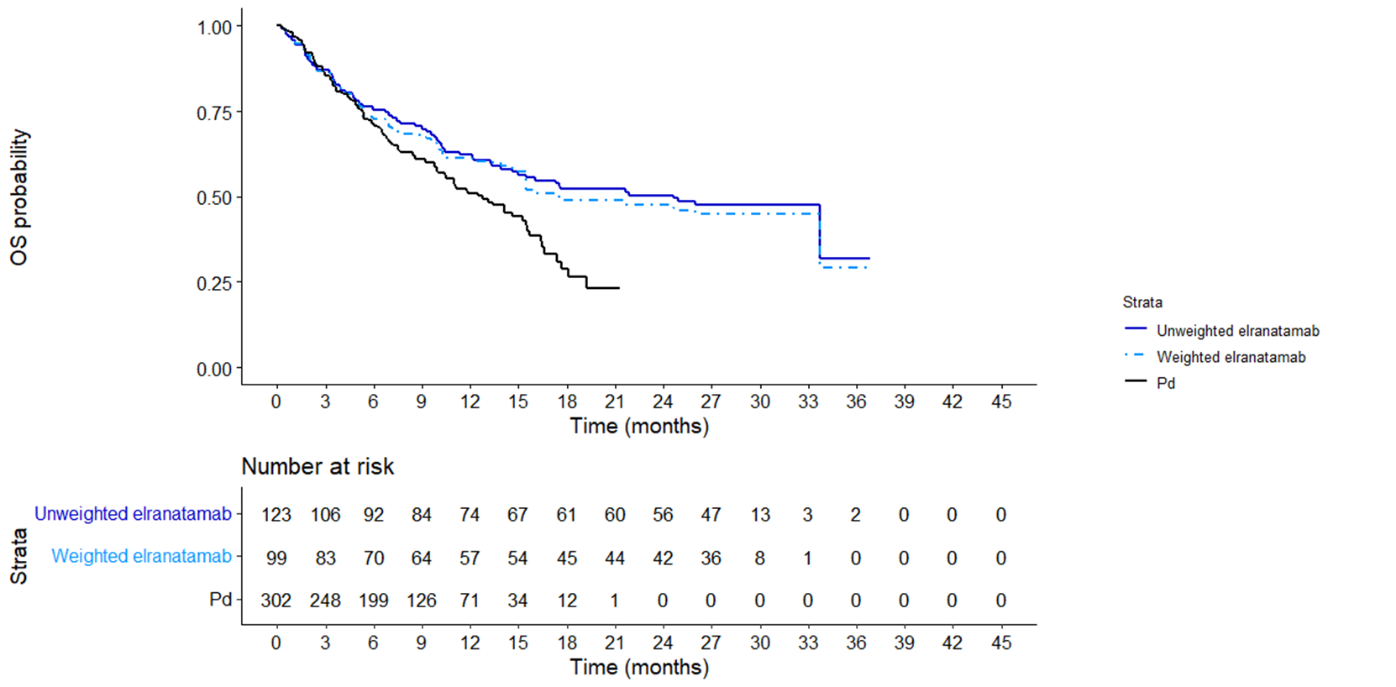 1.00
0.75
0.50
0.25
0.00
OS probability
0 3 6 9 12 15 18 21 24 27 30 33 36 39 42 45
Time (months)
Strata
Unweighted elranatamab
Weighted elranatamab
Pd
Number at risk
Strata
Unweighted elranatamab 123 106 92 84 74 67 61 60 56 47 13 3 2 0 0 0
Weighted elranatamab 99 83 70 64 57 54 45 44 42 36 8 1 0 0 0 0
Pd 302 248 199 126 71 34 12 1 0 0 0 0 0 0 0 0
0 3 6 9 12 15 18 21 24 27 30 33 36 39 42 45
Time (months)